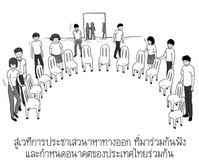 สู่เวทีการประชาเสวนาหาทางออก ที่มาร่วมกันฟัง
และกำหนดอนาคตของประเทศไทยร่วมกัน